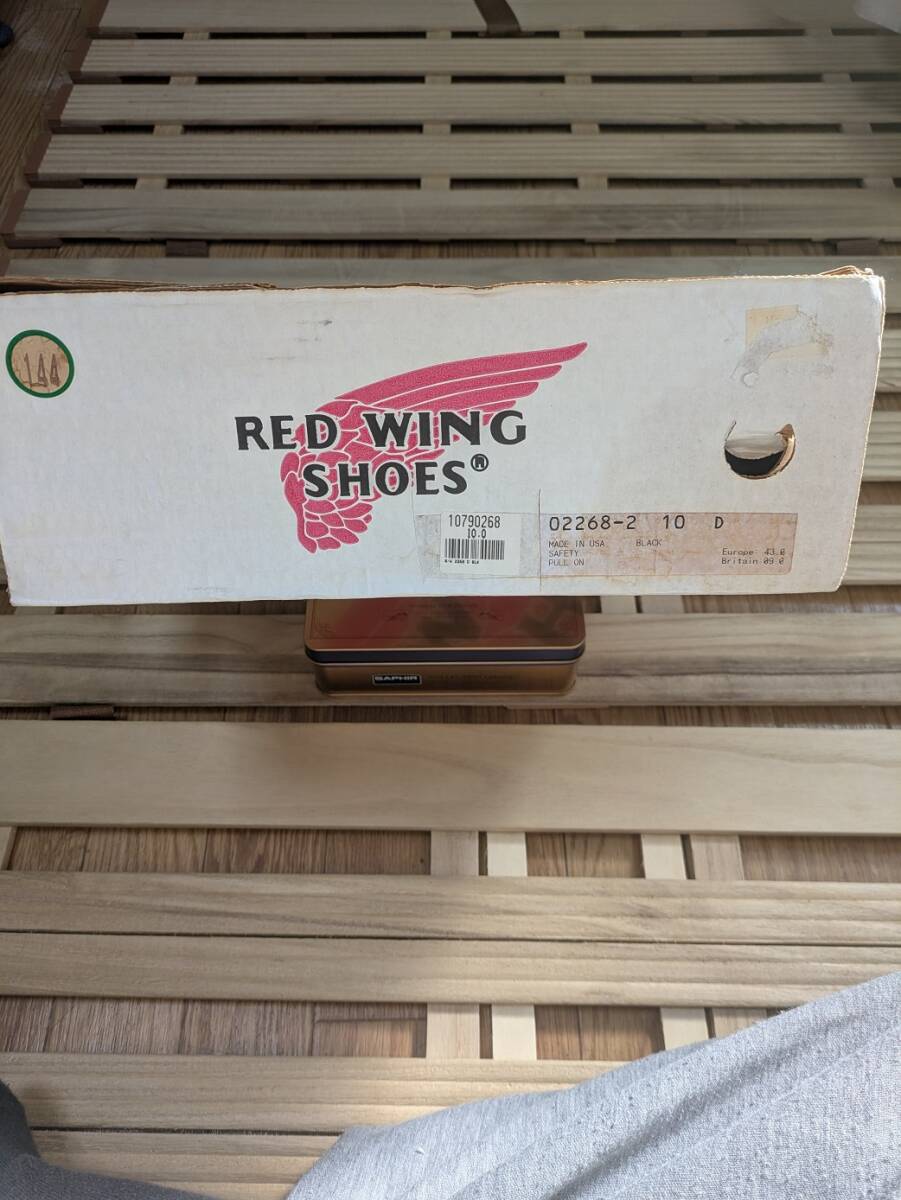 144
RED WING
SHOES®
10790268
10.0
02268-2 10 D
MADE IN USA BLACK
SAFETY
PULL ON
Europe 43.0
Britain 09.0
SAPHIR